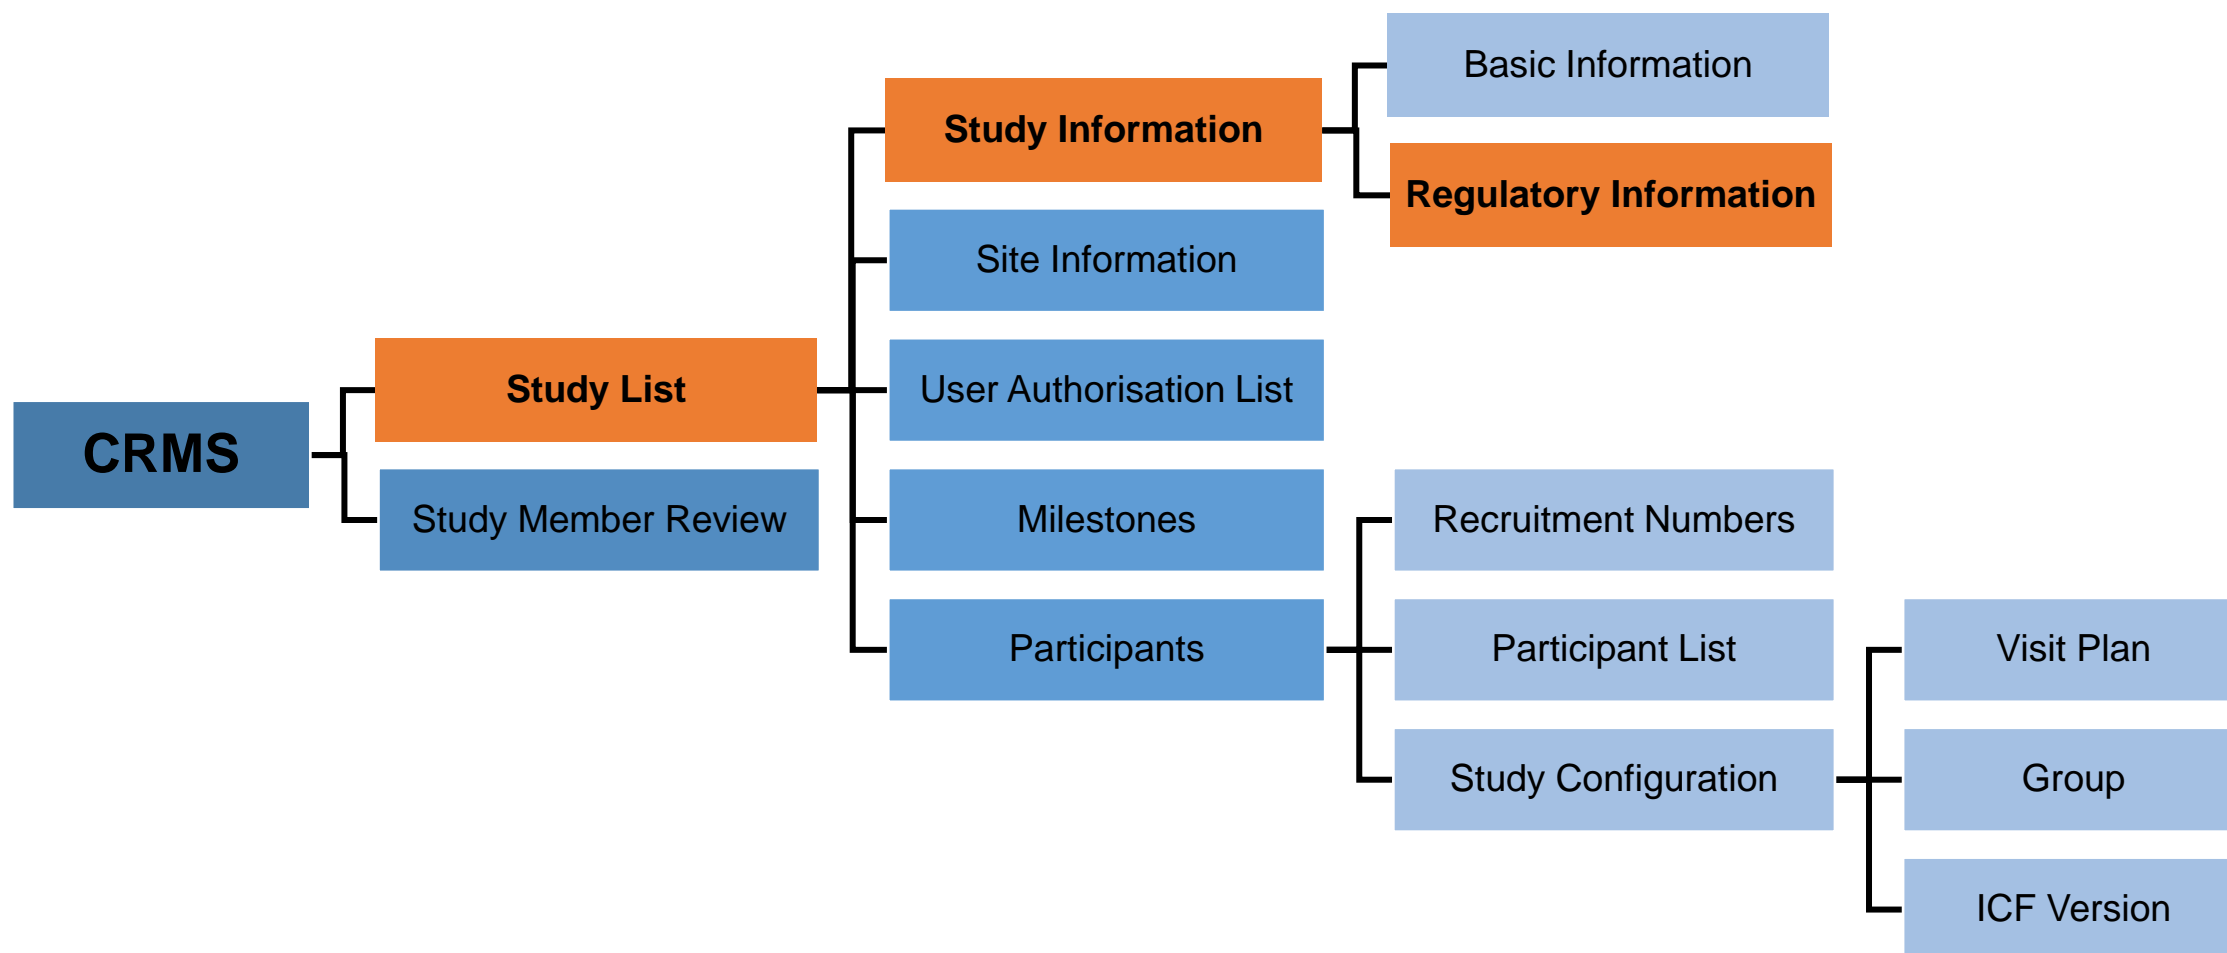 CRMS
Study List
Study Member Review
Study Information
Site Information
User Authorisation List
Milestones
Participants
Basic Information
Regulatory Information
Recruitment Numbers
Participant List
Study Configuration
Visit Plan
Group
ICF Version